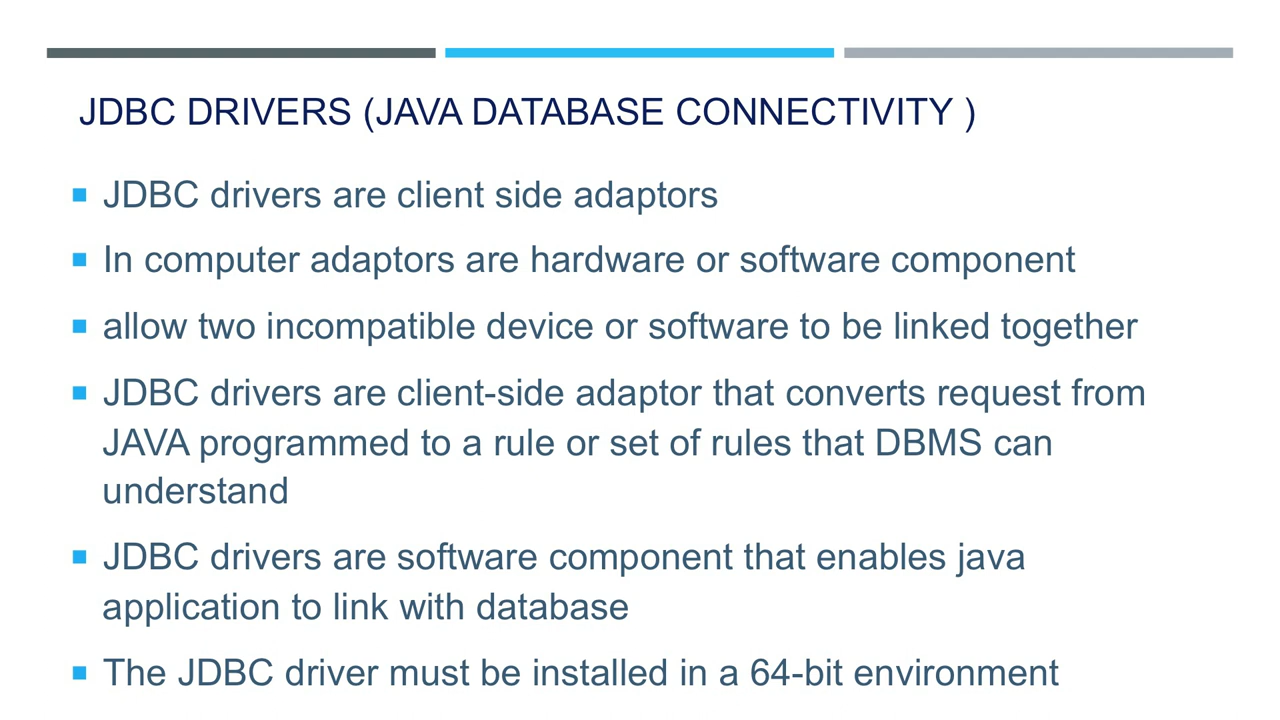 JDBC DRIVERS (JAVA DATABASE CONNECTIVITY )
JDBC drivers are client side adaptors
In computer adaptors are hardware or software component
allow two incompatible device or software to be linked together
JDBC drivers are client-side adaptor that converts request from
JAVA programmed to a rule or set of rules that DBMS can
understand
JDBC drivers are software component that enables java
application to link with database
The JDBC driver must be installed in a 64-bit environment